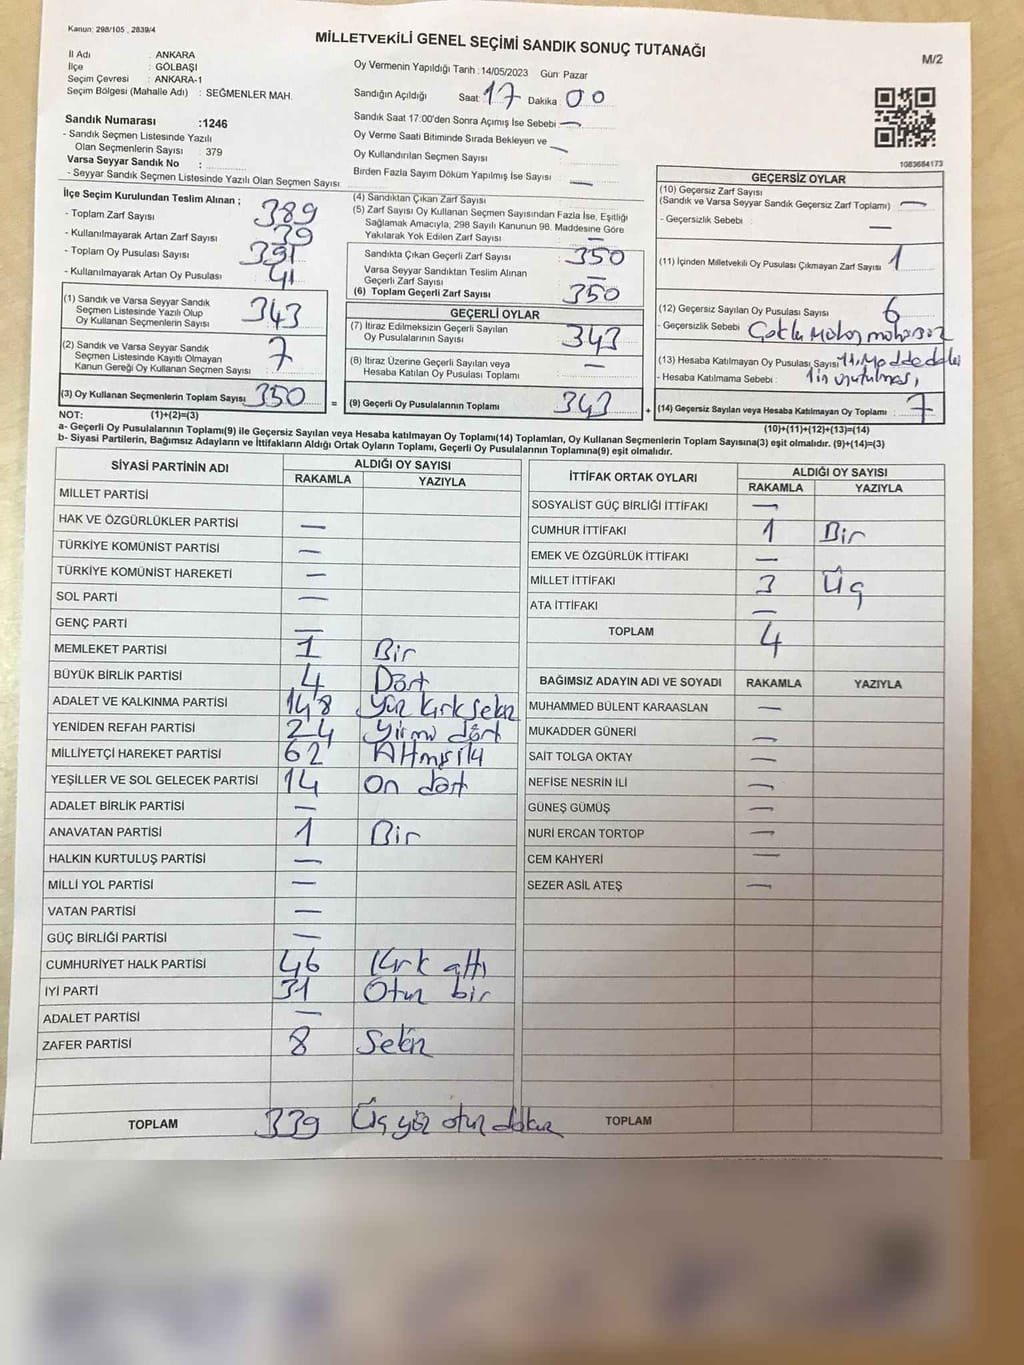 Kanun: 298/105 , 2839/4
MİLLETVEKİLİ GENEL SEÇİMİ SANDIK SONUÇ TUTANAĞI
M/2
İl Adı : ANKARA
İlçe : GÖLBAŞI
Seçim Çevresi : ANKARA-1
Seçim Bölgesi (Mahalle Adı) : SEĞMENLER MAH.
Sandık Numarası :1246
- Sandık Seçmen Listesinde Yazılı
Olan Seçmenlerin Sayısı : 379
Varsa Seyyar Sandık No :
- Seyyar Sandık Seçmen Listesinde Yazılı Olan Seçmen Sayısı :
Oy Vermenin Yapıldığı Tarih :14/05/2023 Gün: Pazar
Sandığın Açıldığı Saat: 17 Dakika : 00
Sandık Saat 17:00'den Sonra Açımış İse Sebebi : —
Oy Verme Saati Bitiminde Sırada Bekleyen ve
Oy Kullandırılan Seçmen Sayısı : —
Birden Fazla Sayım Döküm Yapılmış İse Sayısı : —
1083684173
İlçe Seçim Kurulundan Teslim Alınan ;
- Toplam Zarf Sayısı : 389
- Kullanılmayarak Artan Zarf Sayısı : 39
- Toplam Oy Pusulası Sayısı : 391
- Kullanılmayarak Artan Oy Pusulası : 41
(1) Sandık ve Varsa Seyyar Sandık
Seçmen Listesinde Yazılı Olup
Oy Kullanan Seçmenlerin Sayısı : 343
(2) Sandık ve Varsa Seyyar Sandık
Seçmen Listesinde Kayıtlı Olmayan
Kanun Gereği Oy Kullanan Seçmen Sayısı : 7
(3) Oy Kullanan Seçmenlerin Toplam Sayısı : 350
(4) Sandıktan Çıkan Zarf Sayısı :
(5) Zarf Sayısı Oy Kullanan Seçmen Sayısından Fazla İse, Eşitliği
Sağlamak Amacıyla, 298 Sayılı Kanunun 98. Maddesine Göre
Yakılarak Yok Edilen Zarf Sayısı : —
Sandıkta Çıkan Geçerli Zarf Sayısı : 350
Varsa Seyyar Sandıktan Teslim Alınan
Geçerli Zarf Sayısı : —
(6) Toplam Geçerli Zarf Sayısı : 350
GEÇERLİ OYLAR
(7) İtiraz Edilmeksizin Geçerli Sayılan
Oy Pusulalarının Sayısı : 343
(8) İtiraz Üzerine Geçerli Sayılan veya
Hesaba Katılan Oy Pusulası Toplamı : —
= (9) Geçerli Oy Pusulalarının Toplamı : 343
GEÇERSİZ OYLAR
(10) Geçersiz Zarf Sayısı
(Sandık ve Varsa Seyyar Sandık Geçersiz Zarf Toplamı) : —
- Geçersizlik Sebebi : —
(11) İçinden Milletvekili Oy Pusulası Çıkmayan Zarf Sayısı : 1
(12) Geçersiz Sayılan Oy Pusulası Sayısı : 6
- Geçersizlik Sebebi :
(13) Hesaba Katılmayan Oy Pusulası Sayısı : 11. Maddedeki
- Hesaba Katılmama Sebebi : 1'in
+ (14) Geçersiz Sayılan veya Hesaba Katılmayan Oy Toplamı : 7
NOT: (1)+(2)=(3)
(10)+(11)+(12)+(13)=(14)
a- Geçerli Oy Pusulalarının Toplamı(9) ile Geçersiz Sayılan veya Hesaba katılmayan Oy Toplamı(14) Toplamları, Oy Kullanan Seçmenlerin Toplam Sayısına(3) eşit olmalıdır. (9)+(14)=(3)
b- Siyasi Partilerin, Bağımsız Adayların ve İttifakların Aldığı Ortak Oyların Toplamı, Geçerli Oy Pusulalarının Toplamına(9) eşit olmalıdır.
SİYASİ PARTİNİN ADI ALDIĞI OY SAYISI
RAKAMLA YAZIYLA
MİLLET PARTİSİ
HAK VE ÖZGÜRLÜKLER PARTİSİ —
TÜRKİYE KOMÜNİST PARTİSİ —
TÜRKİYE KOMÜNİST HAREKETİ —
SOL PARTİ —
GENÇ PARTİ —
MEMLEKET PARTİSİ 1 Bir
BÜYÜK BİRLİK PARTİSİ 4 Dört
ADALET VE KALKINMA PARTİSİ 148 Yüz kırk sekiz
YENİDEN REFAH PARTİSİ 24 Yirmi dört
MİLLİYETÇİ HAREKET PARTİSİ 62 Altmış iki
YEŞİLLER VE SOL GELECEK PARTİSİ 14 On dört
ADALET BİRLİK PARTİSİ —
ANAVATAN PARTİSİ 1 Bir
HALKIN KURTULUŞ PARTİSİ —
MİLLİ YOL PARTİSİ —
VATAN PARTİSİ —
GÜÇ BİRLİĞİ PARTİSİ —
CUMHURİYET HALK PARTİSİ 46 Kırk altı
İYİ PARTİ 31 Otuz bir
ADALET PARTİSİ —
ZAFER PARTİSİ 8 Sekiz
TOPLAM 339 Üç yüz otuz dokuz
İTTİFAK ORTAK OYLARI ALDIĞI OY SAYISI
RAKAMLA YAZIYLA
SOSYALİST GÜÇ BİRLİĞİ İTTİFAKI —
CUMHUR İTTİFAKI 1 Bir
EMEK VE ÖZGÜRLÜK İTTİFAKI —
MİLLET İTTİFAKI 3 Üç
ATA İTTİFAKI —
TOPLAM 4
BAĞIMSIZ ADAYIN ADI VE SOYADI RAKAMLA YAZIYLA
MUHAMMED BÜLENT KARAASLAN —
MUKADDER GÜNERİ —
SAİT TOLGA OKTAY —
NEFİSE NESRİN İLİ —
GÜNEŞ GÜMÜŞ —
NURİ ERCAN TORTOP —
CEM KAHYERİ —
SEZER ASİL ATEŞ —
TOPLAM